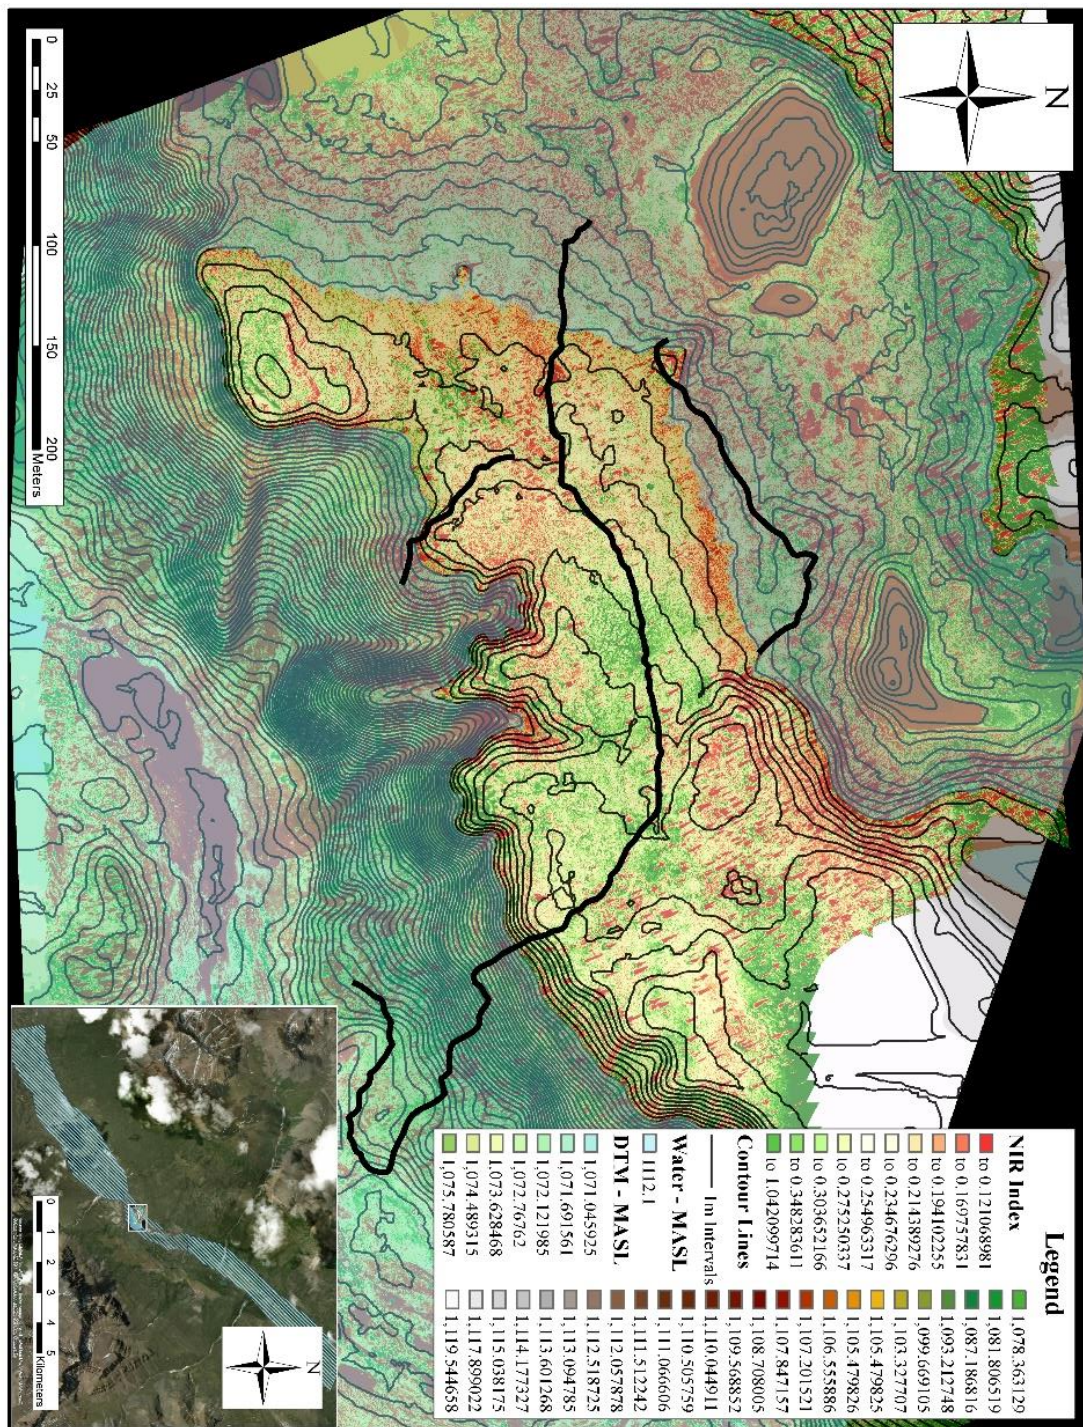 N
0 25 50 100 150 200
Meters
Legend
NIR Index
to 0.121068981
to 0.169757831
to 0.194102255
to 0.214389276
to 0.234676296
to 0.254963317
to 0.275250337
to 0.303652166
to 0.348283611
to 1.042099714
Contour Lines
1m Intervals
Water - MASL
1112.1
DTM - MASL
1,071.045925
1,071.691561
1,072.121985
1,072.76762
1,073.628468
1,074.489315
1,075.780587
1,078.363129
1,081.806519
1,087.186816
1,093.212748
1,099.669105
1,103.327707
1,105.479825
1,105.479826
1,106.555886
1,107.201521
1,107.847157
1,108.708005
1,109.568852
1,110.044911
1,110.505759
1,111.066606
1,111.512242
1,112.057878
1,112.518725
1,113.094785
1,113.601268
1,114.177327
1,115.038175
1,117.899022
1,119.544658
N
0 1 2 3 4 5
Kilometers